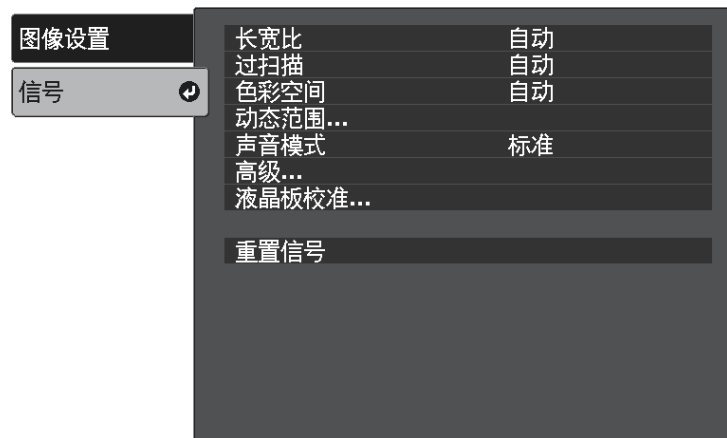 图像设置
信号
长宽比 自动
过扫描 自动
色彩空间 自动
动态范围...
声音模式 标准
高级...
液晶板校准...
重置信号